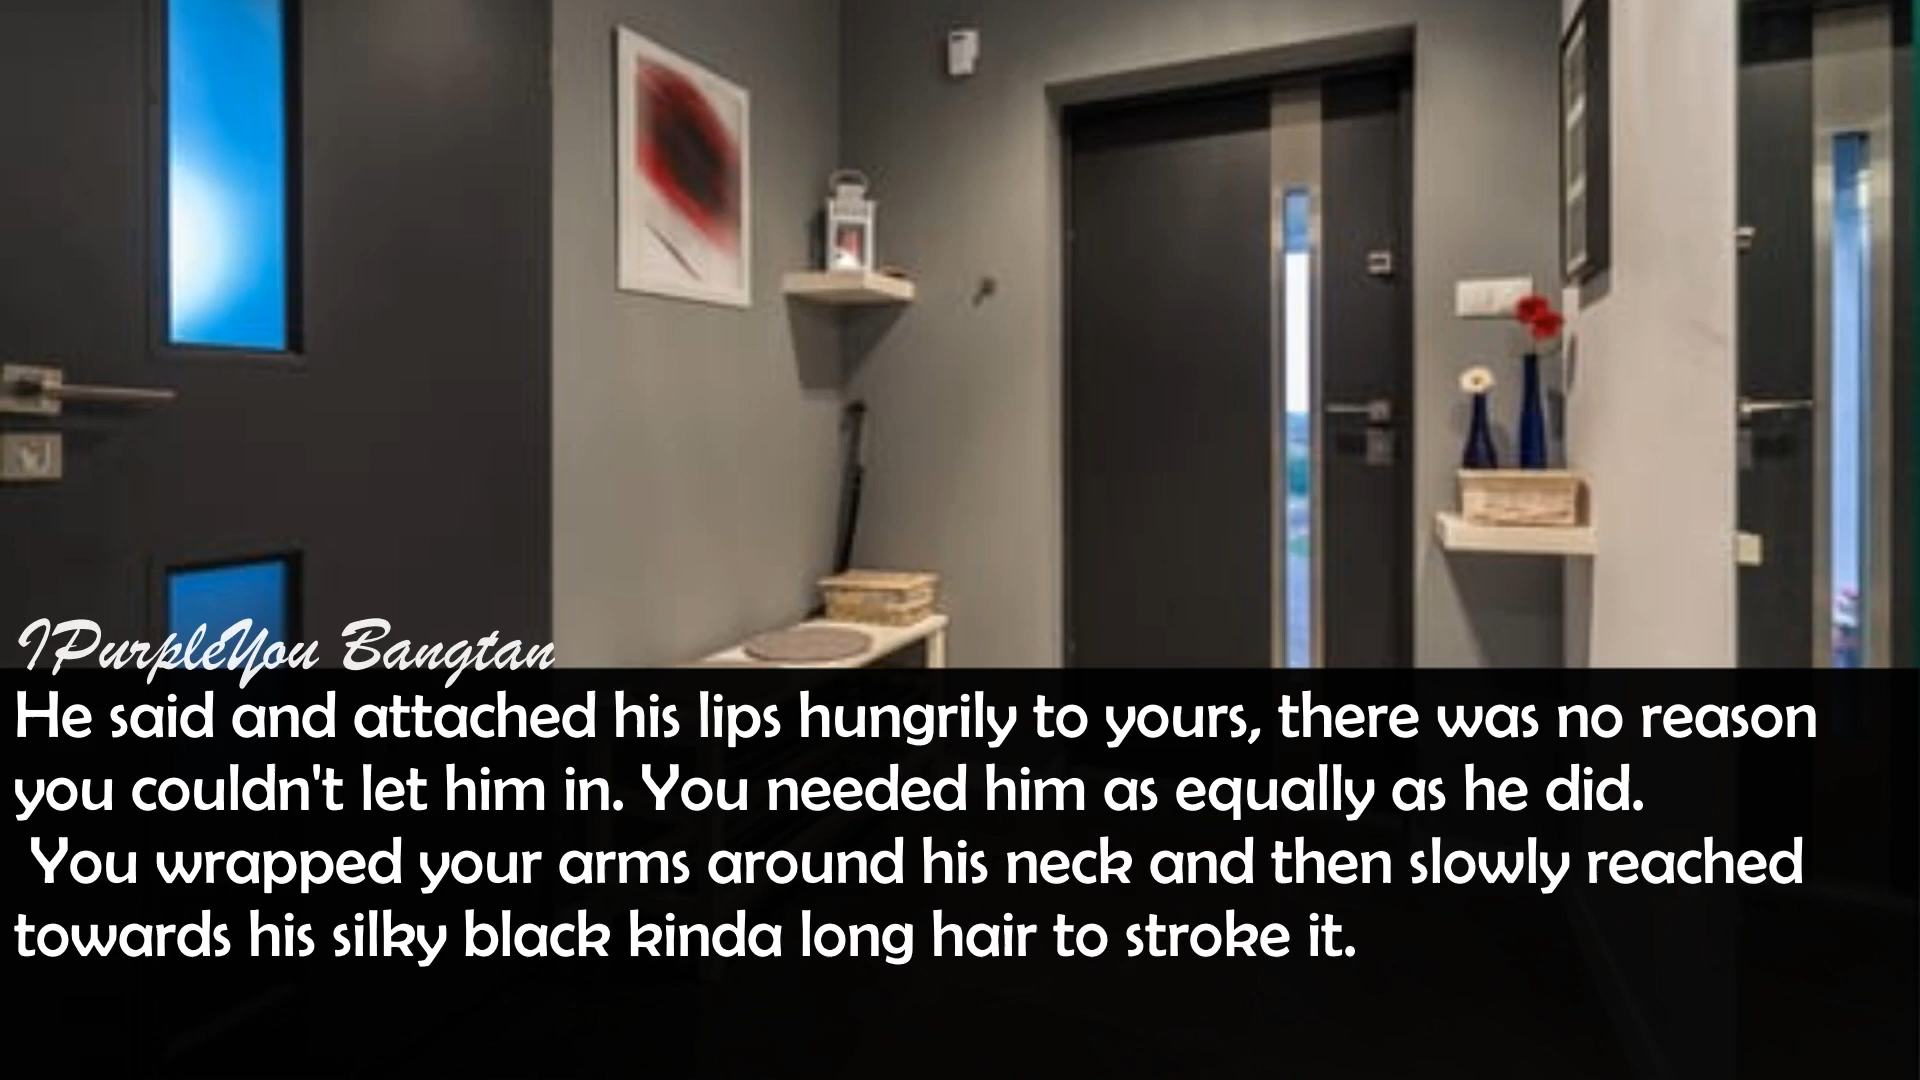 IPurpleYou Bangtan
He said and attached his lips hungrily to yours, there was no reason
you couldn't let him in. You needed him as equally as he did.
You wrapped your arms around his neck and then slowly reached
towards his silky black kinda long hair to stroke it.